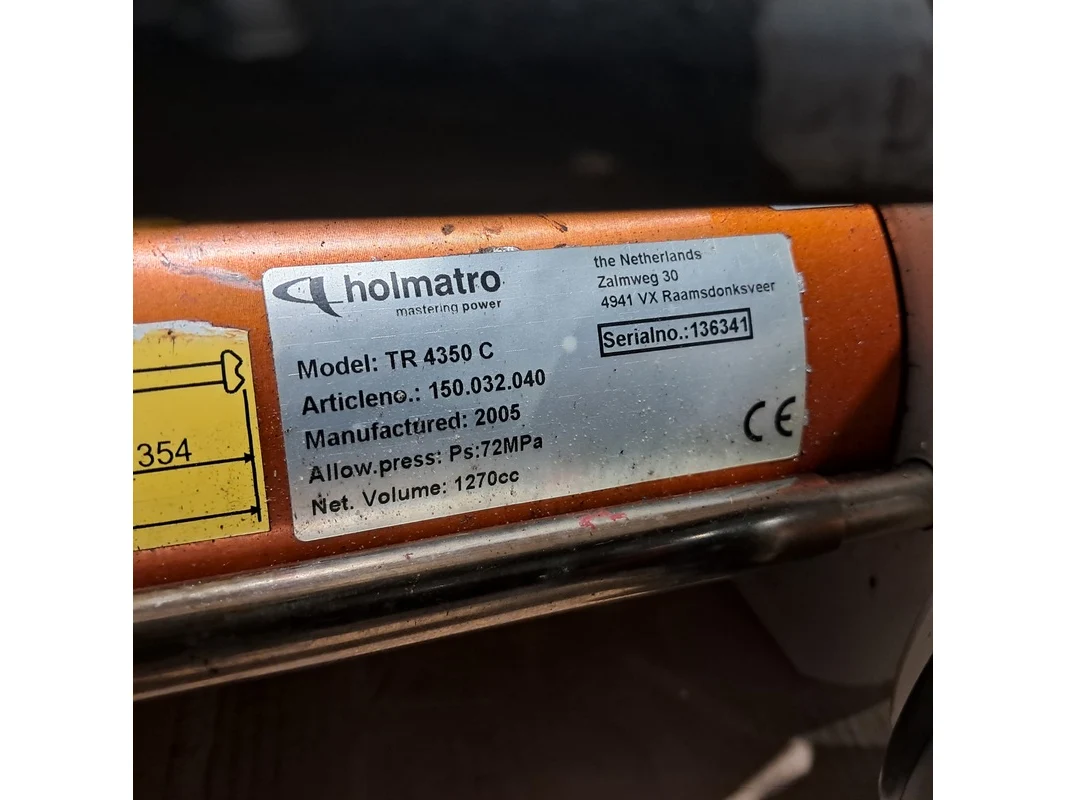 holmatro
mastering power
the Netherlands
Zalmweg 30
4941 VX Raamsdonksveer
Serialno.:136341
Model: TR 4350 C
Articleno.: 150.032.040
Manufactured: 2005
Allow.press: Ps:72MPa
Net. Volume: 1270cc
CE
354